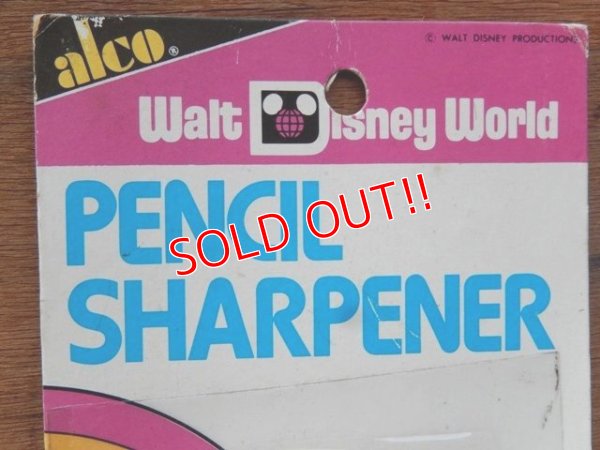 alco®
© WALT DISNEY PRODUCTIONS
Walt Disney World
PENCIL
SOLD OUT!!
SHARPENER